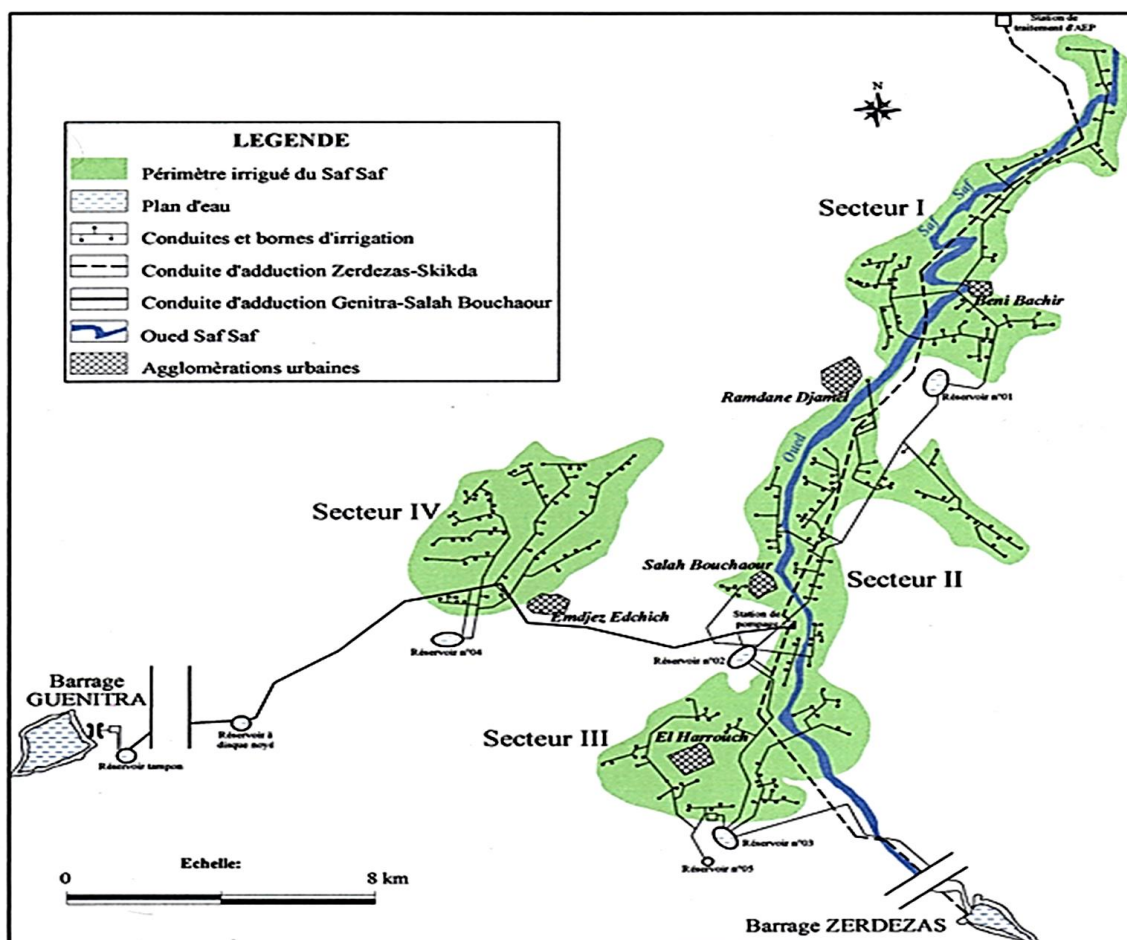 Station de
traitement d'AEP
N
LEGENDE
Périmètre irrigué du Saf Saf
Plan d'eau
Conduites et bornes d'irrigation
Conduite d'adduction Zerdezas-Skikda
Conduite d'adduction Genitra-Salah Bouchaour
Oued Saf Saf
Agglomèrations urbaines
Secteur I
Saf
Saf
Beni Bachir
Ramdane Djamel
Réservoir n°01
Oued
Secteur IV
Salah Bouchaour
Secteur II
Emdjez Edchich
Station de
pompage
Réservoir n°04
Réservoir n°02
Barrage
GUENITRA
Réservoir à
disque noyé
Réservoir tampon
Secteur III
El Harrouch
Réservoir n°03
Réservoir n°05
Echelle:
0
8 km
Barrage ZERDEZAS